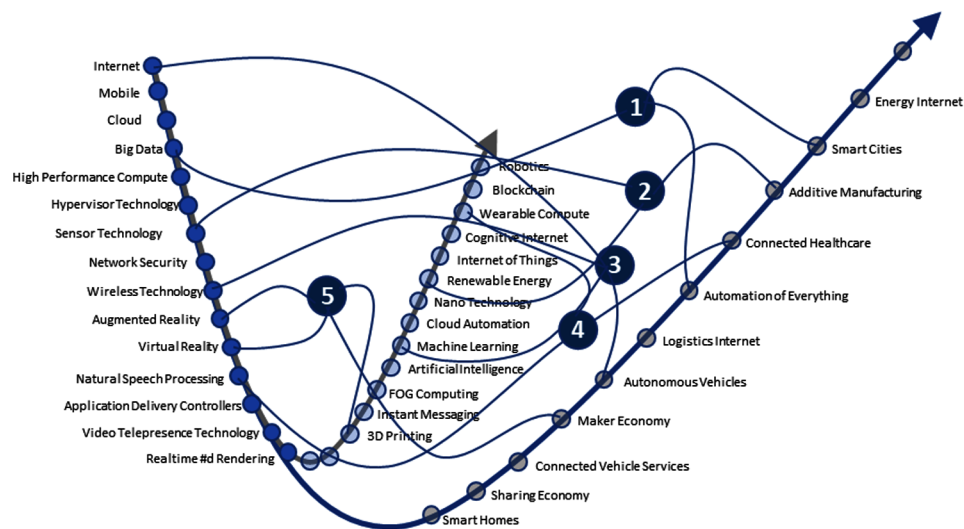 Internet
Mobile
Cloud
Big Data
High Performance Compute
Hypervisor Technology
Sensor Technology
Network Security
Wireless Technology
Augmented Reality
Virtual Reality
Natural Speech Processing
Application Delivery Controllers
Video Telepresence Technology
Realtime #d Rendering
Robotics
Blockchain
Wearable Compute
Cognitive Internet
Internet of Things
Renewable Energy
Nano Technology
Cloud Automation
Machine Learning
Artificial Intelligence
FOG Computing
Instant Messaging
3D Printing
1
2
3
4
5
Energy Internet
Smart Cities
Additive Manufacturing
Connected Healthcare
Automation of Everything
Logistics Internet
Autonomous Vehicles
Maker Economy
Connected Vehicle Services
Sharing Economy
Smart Homes